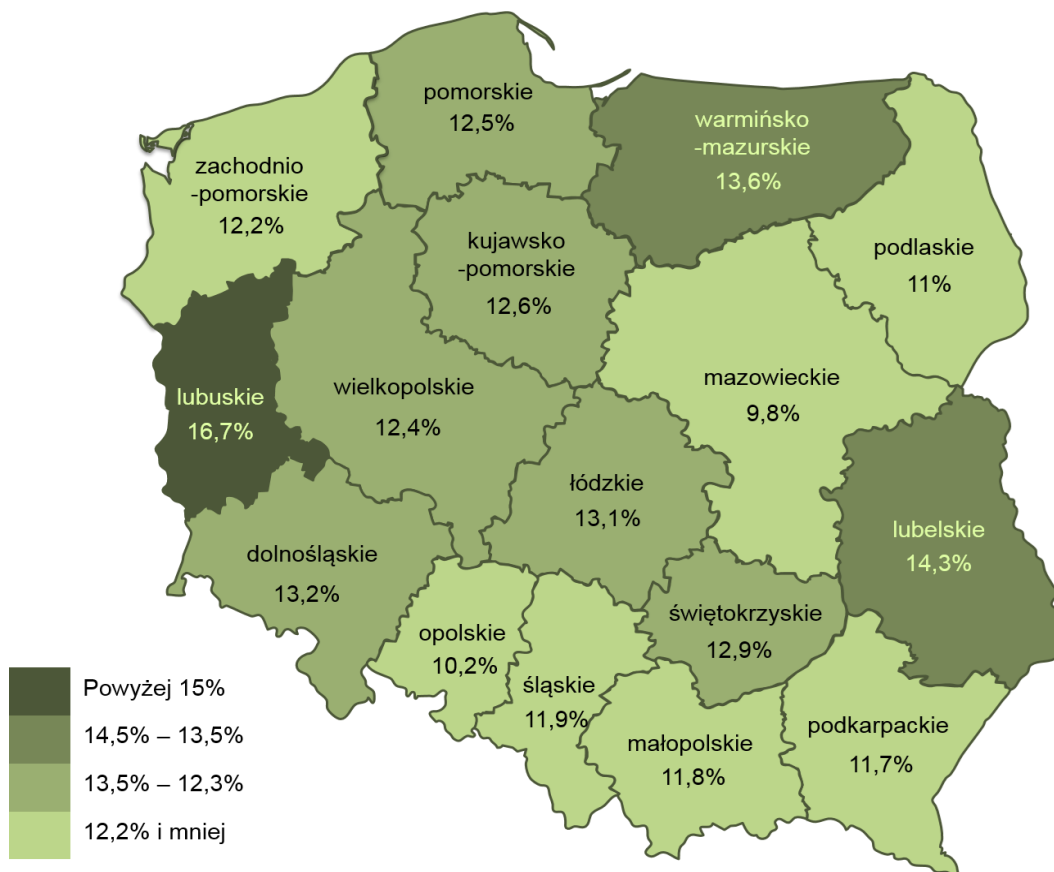 pomorskie
12,5%
warmińsko
-mazurskie
13,6%
zachodnio
-pomorskie
12,2%
kujawsko
-pomorskie
12,6%
podlaskie
11%
lubuskie
16,7%
wielkopolskie
12,4%
mazowieckie
9,8%
łódzkie
13,1%
lubelskie
14,3%
dolnośląskie
13,2%
świętokrzyskie
12,9%
opolskie
10,2%
śląskie
11,9%
małopolskie
11,8%
podkarpackie
11,7%
Powyżej 15%
14,5% – 13,5%
13,5% – 12,3%
12,2% i mniej